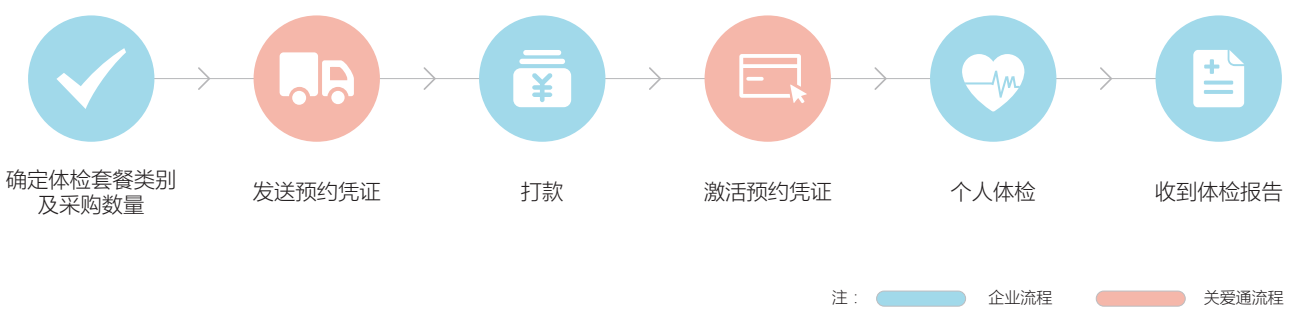 确定体检套餐类别
及采购数量
发送预约凭证
打款
激活预约凭证
个人体检
收到体检报告
注：
企业流程
关爱通流程